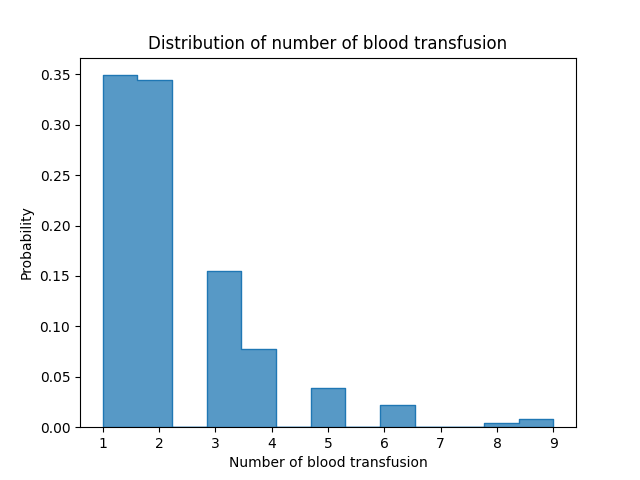 Distribution of number of blood transfusion
0.35
0.30
0.25
0.20
0.15
0.10
0.05
0.00
Probability
1 2 3 4 5 6 7 8 9
Number of blood transfusion